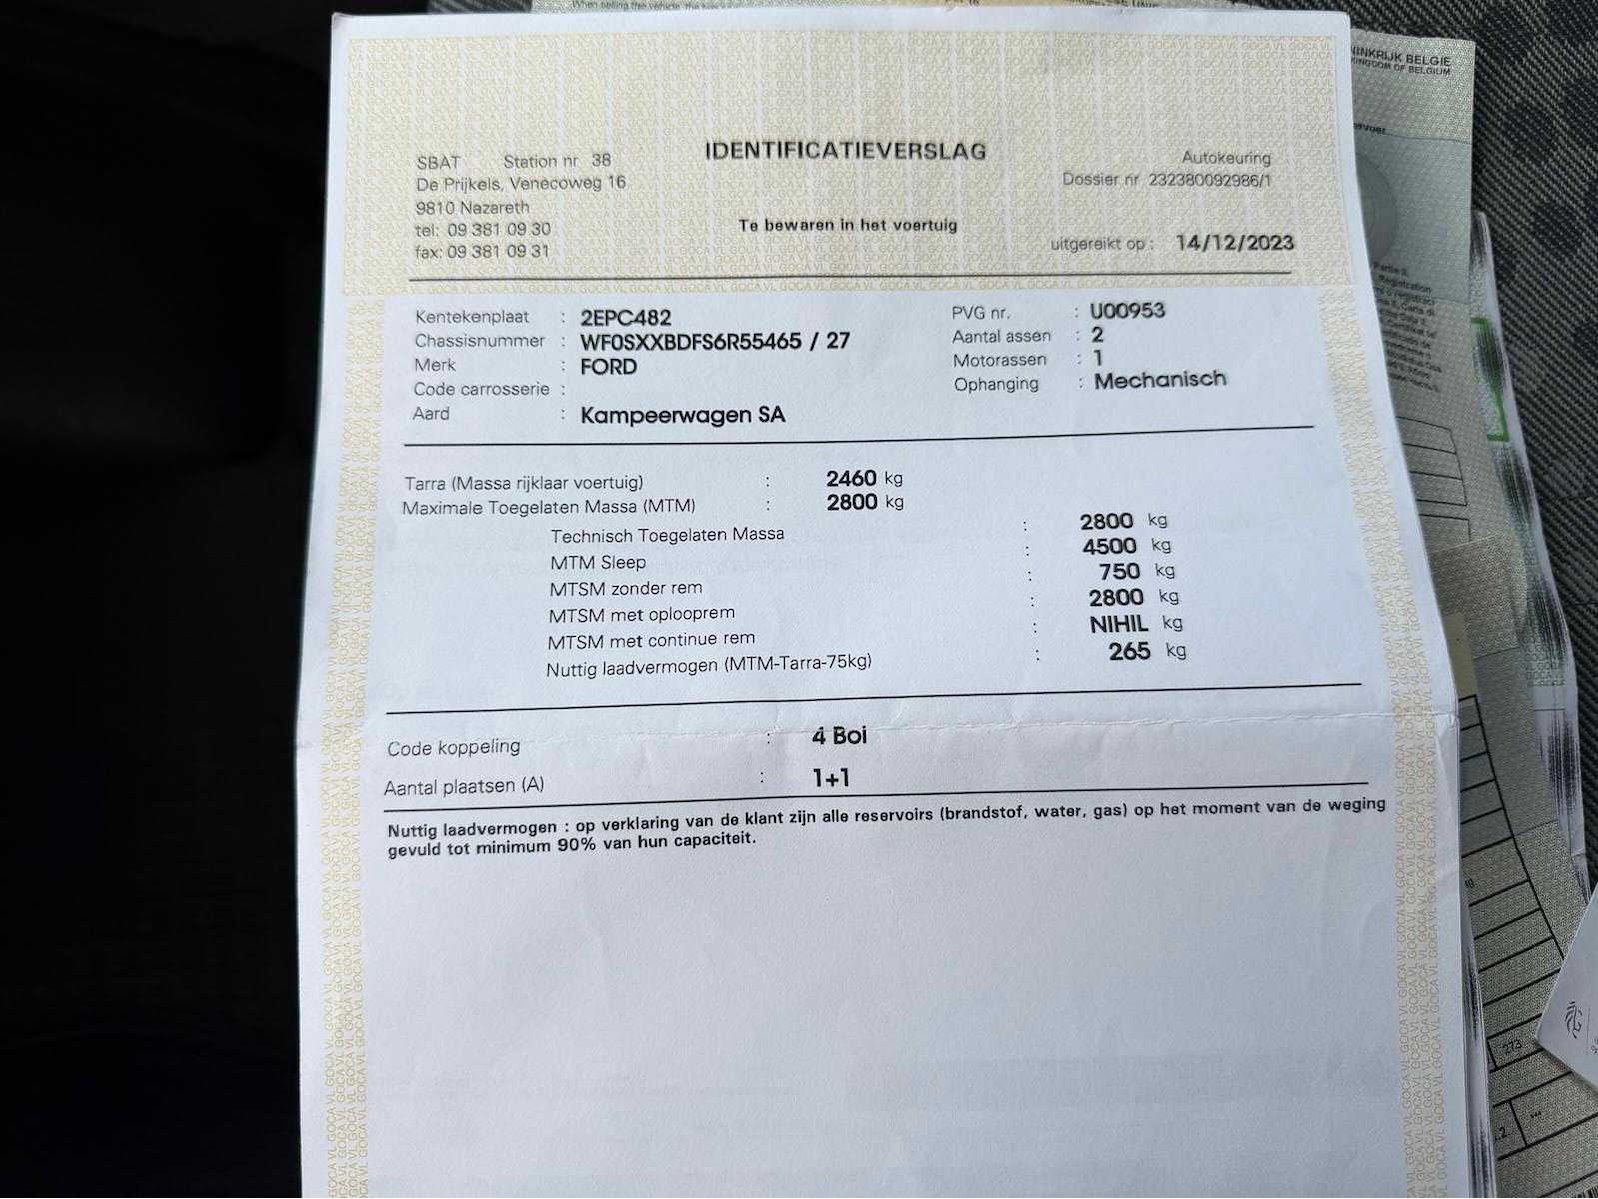 When selling the vehicle, the
NINKRIJK BELGIE
KINGDOM OF BELGIUM
IDENTIFICATIEVERSLAG
SBAT Station nr 38
De Prijkels, Venecoweg 16
9810 Nazareth
tel: 09 381 09 30
fax: 09 381 09 31
Te bewaren in het voertuig
Autokeuring
Dossier nr 232380092986/1
uitgereikt op : 14/12/2023
Kentekenplaat : 2EPC482
Chassisnummer : WF0SXXBDFS6R55465 / 27
Merk : FORD
Code carrosserie :
Aard : Kampeerwagen SA
PVG nr. : U00953
Aantal assen : 2
Motorassen : 1
Ophanging : Mechanisch
Tarra (Massa rijklaar voertuig) : 2460 kg
Maximale Toegelaten Massa (MTM) : 2800 kg
Technisch Toegelaten Massa : 2800 kg
MTM Sleep : 4500 kg
MTSM zonder rem : 750 kg
MTSM met oplooprem : 2800 kg
MTSM met continue rem : NIHIL kg
Nuttig laadvermogen (MTM-Tarra-75kg) : 265 kg
Code koppeling : 4 Boi
Aantal plaatsen (A) : 1+1
Nuttig laadvermogen : op verklaring van de klant zijn alle reservoirs (brandstof, water, gas) op het moment van de weging
gevuld tot minimum 90% van hun capaciteit.
273